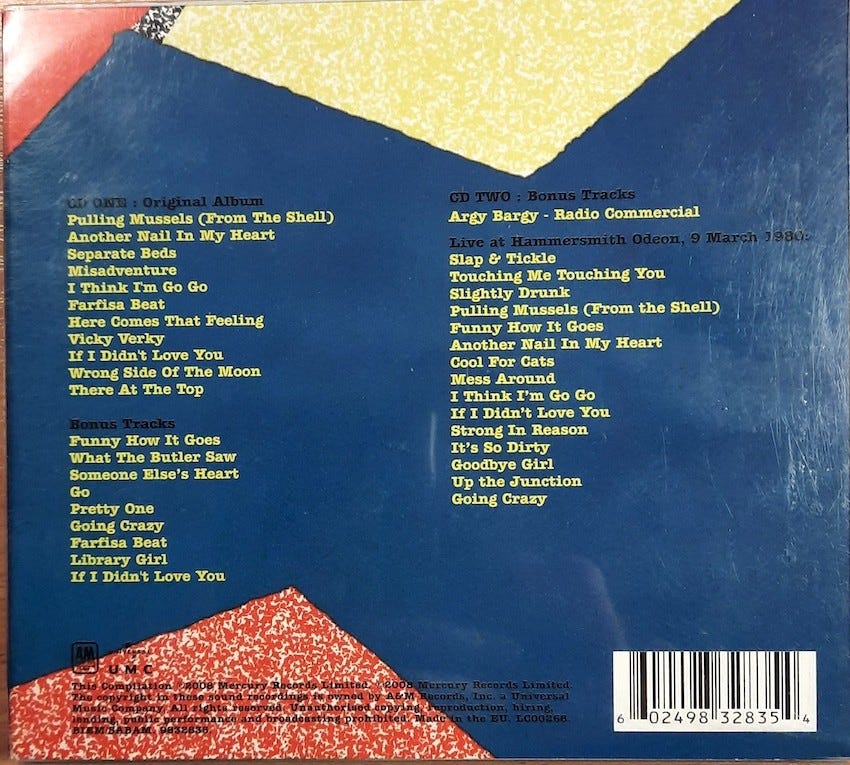 CD ONE : Original Album
Pulling Mussels (From The Shell)
Another Nail In My Heart
Separate Beds
Misadventure
I Think I'm Go Go
Farfisa Beat
Here Comes That Feeling
Vicky Verky
If I Didn't Love You
Wrong Side Of The Moon
There At The Top
Bonus Tracks
Funny How It Goes
What The Butler Saw
Someone Else's Heart
Go
Pretty One
Going Crazy
Farfisa Beat
Library Girl
If I Didn't Love You
CD TWO : Bonus Tracks
Argy Bargy - Radio Commercial
Live at Hammersmith Odeon, 9 March 1980:
Slap & Tickle
Touching Me Touching You
Slightly Drunk
Pulling Mussels (From the Shell)
Funny How It Goes
Another Nail In My Heart
Cool For Cats
Mess Around
I Think I'm Go Go
If I Didn't Love You
Strong In Reason
It's So Dirty
Goodbye Girl
Up the Junction
Going Crazy
AM
UMC
This Compilation 2008 Mercury Records Limited. 2008 Mercury Records Limited.
The copyright in these sound recordings is owned by A&M Records, Inc. a Universal
Music Company. All rights reserved. Unauthorised copying, reproduction, hiring,
lending, public performance and broadcasting prohibited. Made in the EU. LC00266.
BIEM/SABAM.
6 02498 32835 4